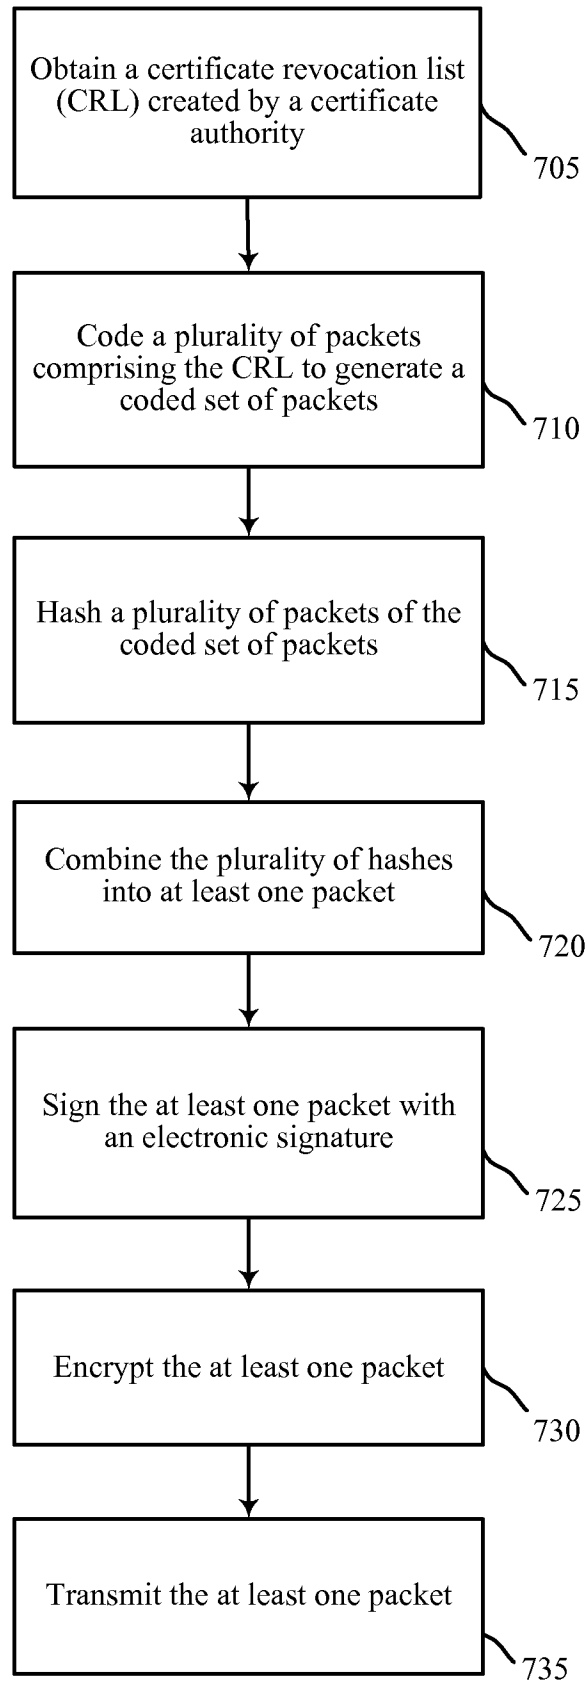 Obtain a certificate revocation list
(CRL) created by a certificate
authority
705
Code a plurality of packets
comprising the CRL to generate a
coded set of packets
710
Hash a plurality of packets of the
coded set of packets
715
Combine the plurality of hashes
into at least one packet
720
Sign the at least one packet with
an electronic signature
725
Encrypt the at least one packet
730
Transmit the at least one packet
735